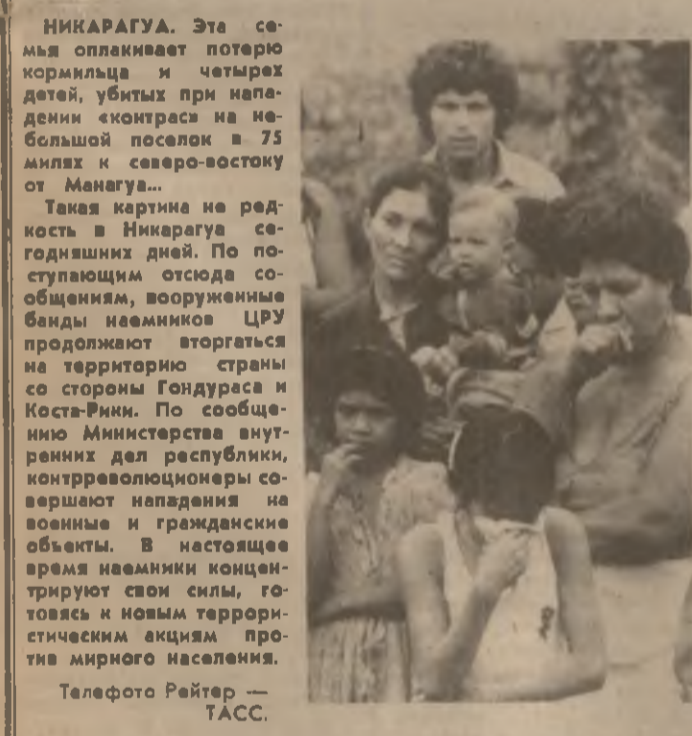 НИКАРАГУА. Эта се-
мья оплакивает потерю
кормильца и четырех
детей, убитых при напа-
дении «контрас» на не-
большой поселок в 75
милях к северо-востоку
от Манагуа...
Такая картина не ред-
кость в Никарагуа се-
годняшних дней. По по-
ступающим отсюда со-
общениям, вооруженные
банды наемников ЦРУ
продолжают вторгаться
на территорию страны
со стороны Гондураса и
Коста-Рики. По сообще-
нию Министерства внут-
ренних дел республики,
контрреволюционеры со-
вершают нападения на
военные и гражданские
объекты. В настоящее
время наемники концен-
трируют свои силы, го-
товясь к новым террори-
стическим акциям про-
тив мирного населения.
Телефото Рейтер —
ТАСС.